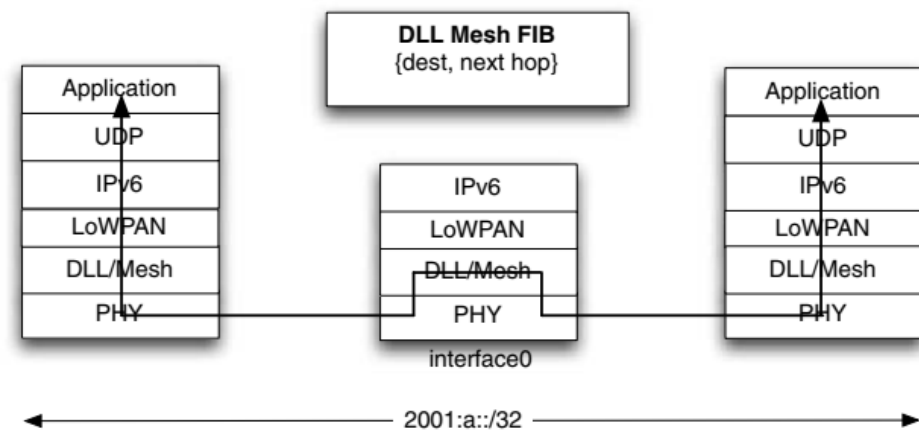 DLL Mesh FIB
{dest, next hop}
Application
UDP
IPv6
LoWPAN
DLL/Mesh
PHY
IPv6
LoWPAN
DLL/Mesh
PHY
interface0
Application
UDP
IPv6
LoWPAN
DLL/Mesh
PHY
2001:a::/32